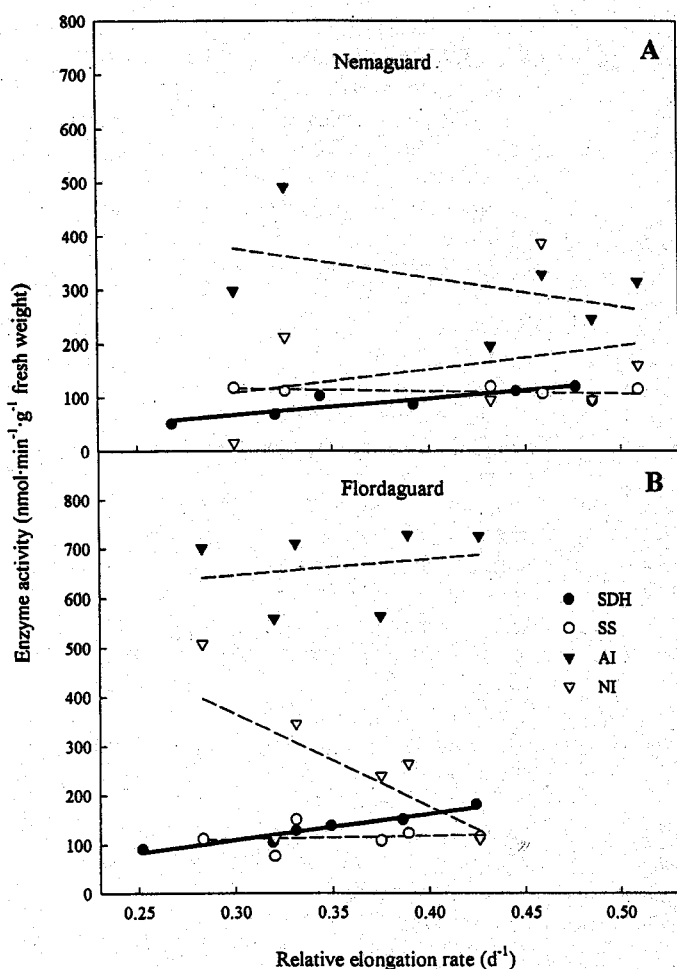 800
A
700
Nemaguard
600
500
400
300
200
100
0
Enzyme activity (nmol·min⁻¹·g⁻¹ fresh weight)
B
Flordaguard
700
600
500
400
300
200
100
0
SDH
SS
AI
NI
0.25 0.30 0.35 0.40 0.45 0.50
Relative elongation rate (d⁻¹)